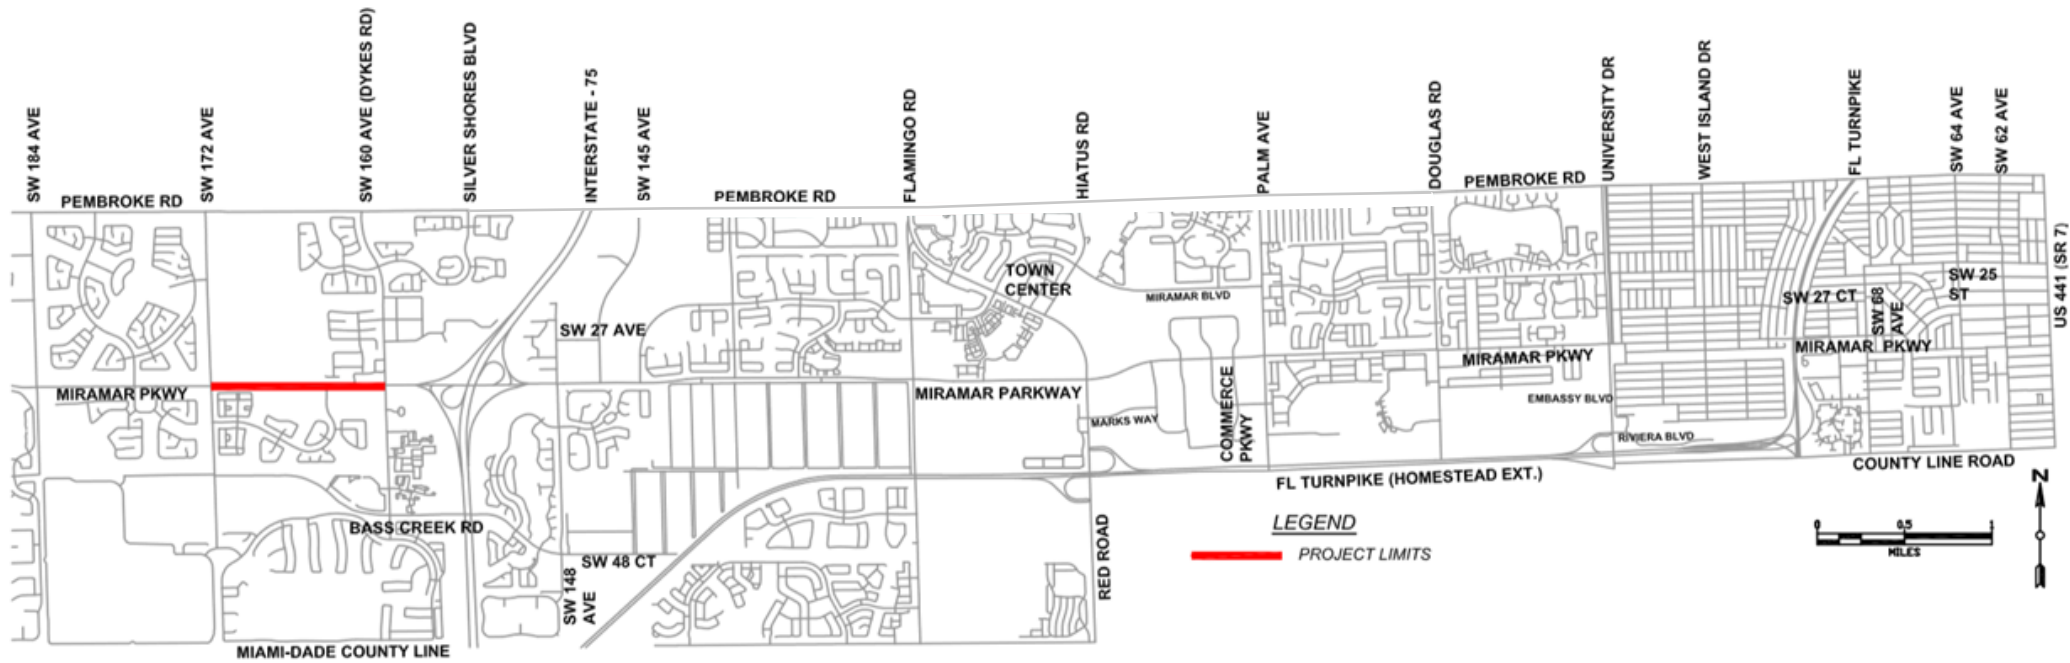 SW 184 AVE
SW 172 AVE
SW 160 AVE (DYKES RD)
SILVER SHORES BLVD
INTERSTATE - 75
SW 145 AVE
FLAMINGO RD
HIATUS RD
PALM AVE
DOUGLAS RD
UNIVERSITY DR
WEST ISLAND DR
FL TURNPIKE
SW 64 AVE
SW 62 AVE
PEMBROKE RD
PEMBROKE RD
PEMBROKE RD
US 4411 (SR 7)
TOWN
CENTER
MIRAMAR BLVD
SW 25
ST
SW 27 CT
SW 68
AVE
SW 27 AVE
MIRAMAR PKWY
MIRAMAR PARKWAY
MIRAMAR PKWY
MIRAMAR PKWY
MARKS WAY
COMMERCE
PKWY
EMBASSY BLVD
RIVIERA BLVD
COUNTY LINE ROAD
FL TURNPIKE (HOMESTEAD EXT.)
BASS CREEK RD
SW 48 CT
SW 148
AVE
RED ROAD
MIAMI-DADE COUNTY LINE
LEGEND
PROJECT LIMITS
N
0 0.5 1
MILES